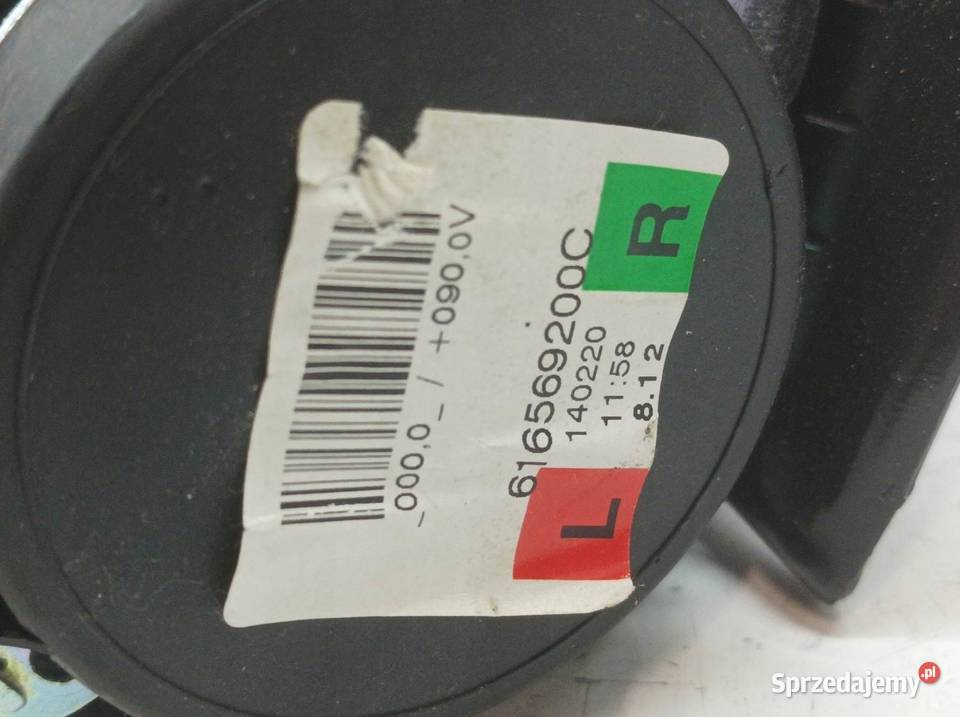 616569200C
140220
11:58
8.12
L
R
_000,0_ / +090,0V
Sprzedajemy.pl